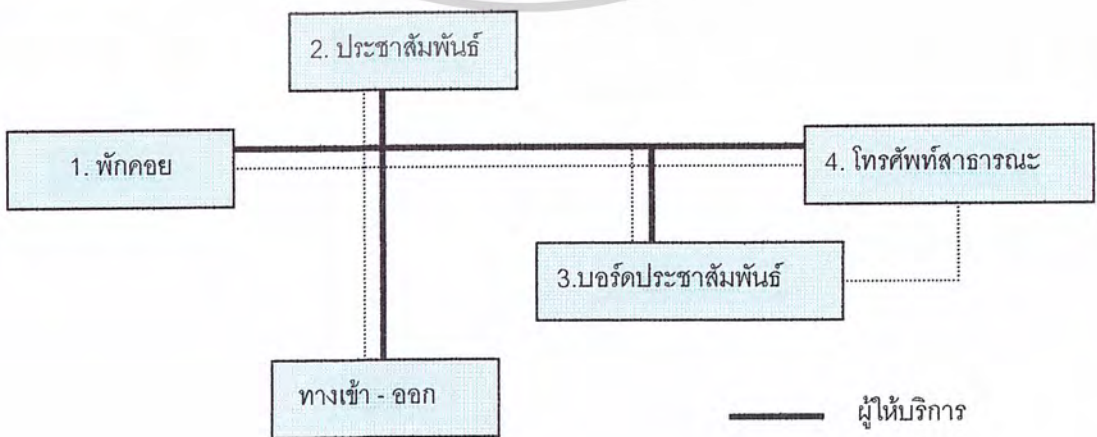 2. ประชาสัมพันธ์
1. พักคอย
4. โทรศัพท์สาธารณะ
3.บอร์ดประชาสัมพันธ์
ทางเข้า - ออก
ผู้ให้บริการ